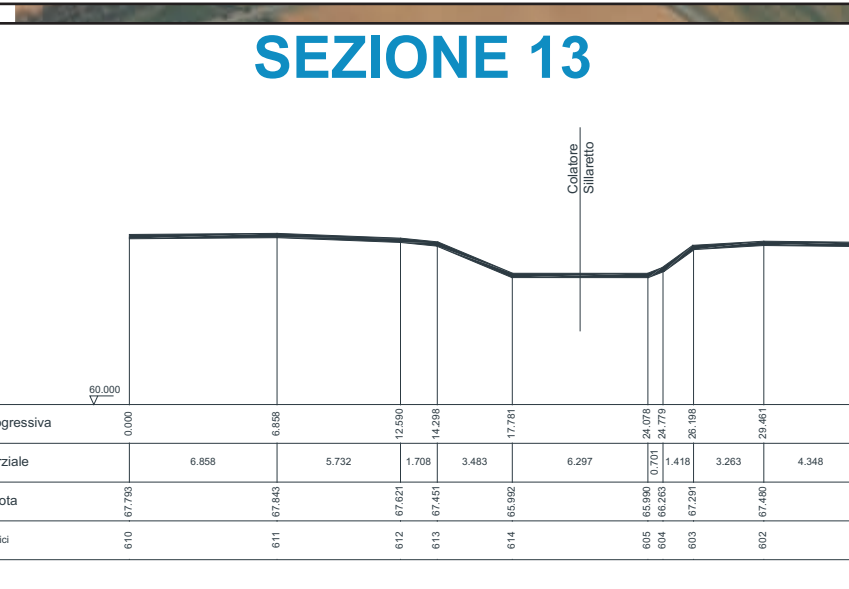 SEZIONE 13
Colatore
Sillaretto
60.000
ogressiva 0.000 6.858 12.590 14.298 17.781 24.078 24.779 26.198 29.461
rziale 6.858 5.732 1.708 3.483 6.297 0.701 1.418 3.263 4.348
ota 67.793 67.843 67.621 67.451 65.992 65.990 66.263 67.291 67.480
ici 610 611 612 613 614 605 604 603 602